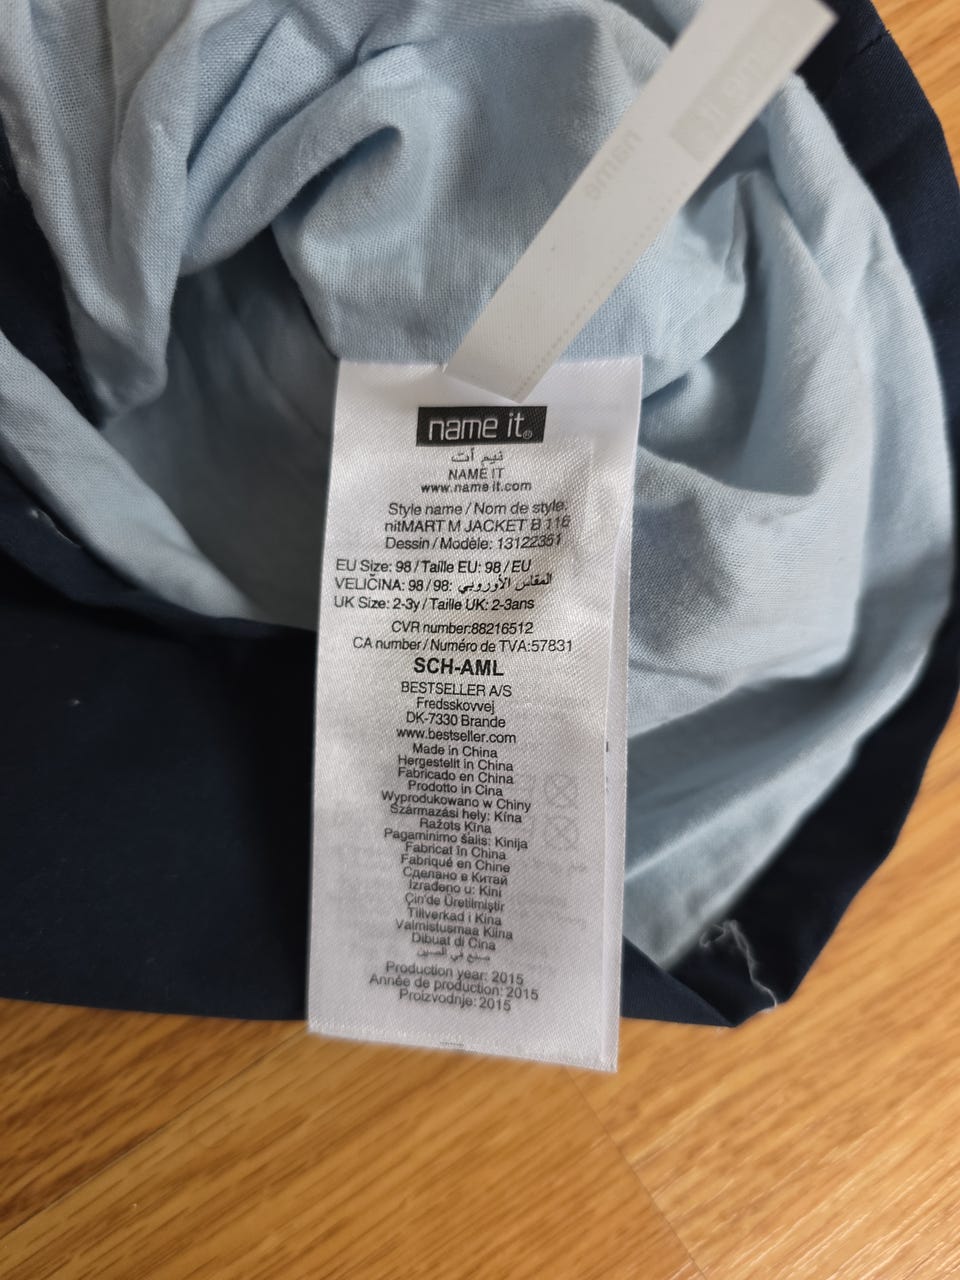 name it®
نيم أت
NAME IT
www.name it.com
Style name / Nom de style.
nitMART M JACKET B 116
Dessin / Modèle: 13122351
EU Size: 98 / Taille EU: 98 / EU
VELIČINA: 98 / 98: المقاس الأوروبي
UK Size: 2-3y / Taille UK: 2-3ans
CVR number:88216512
CA number / Numéro de TVA:57831
SCH-AML
BESTSELLER A/S
Fredsskovvej
DK-7330 Brande
www.bestseller.com
Made in China
Hergestellt in China
Fabricado en China
Prodotto in Cina
Wyprodukowano w Chiny
Származási hely: Kína
Ražots Kīna
Pagaminimo šalis: Kinija
Fabricat în China
Fabriqué en Chine
Сделано в Китай
Izrađeno u: Kini
Çin'de Üretilmiştir
Tillverkad i Kina
Valmistusmaa Kiina
Dibuat di Cina
صنع في الصين
Production year: 2015
Année de production: 2015
Proizvodnje: 2015